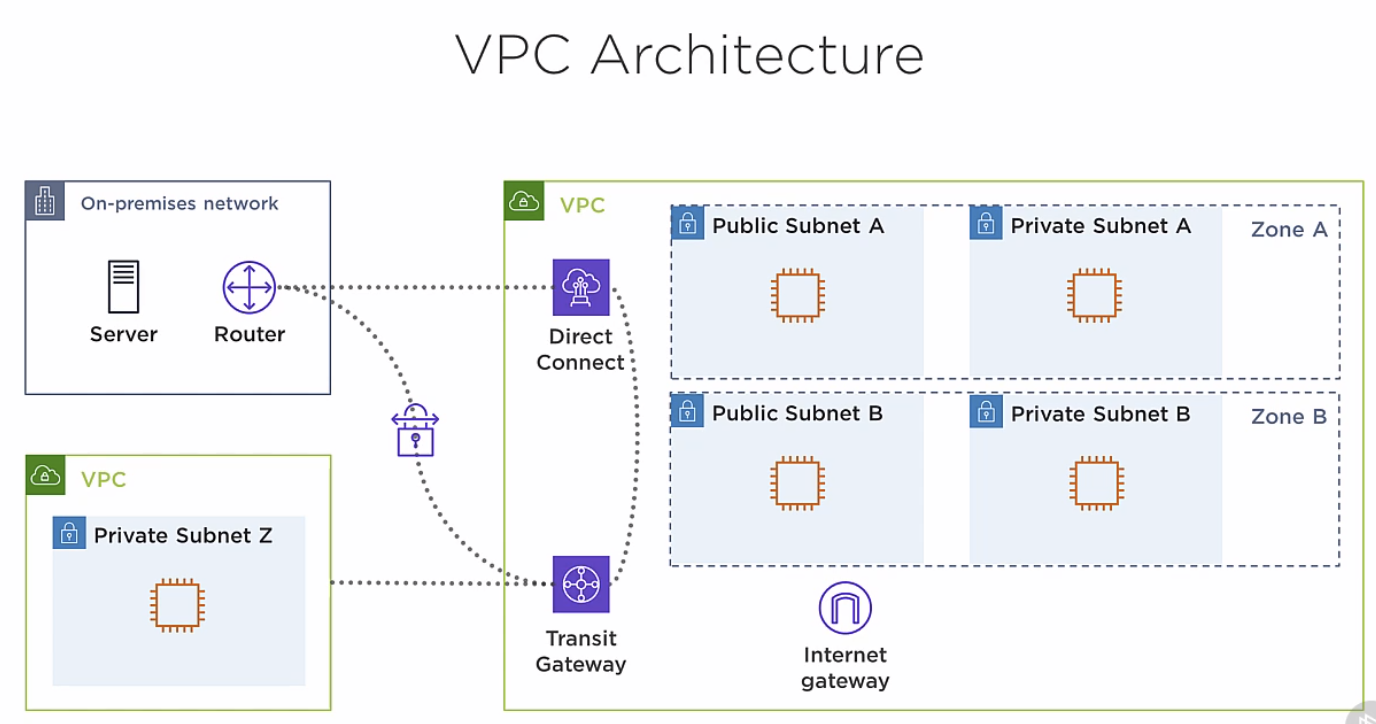 VPC Architecture
On-premises network
Server
Router
VPC
Private Subnet Z
VPC
Direct
Connect
Transit
Gateway
Public Subnet A
Private Subnet A
Zone A
Public Subnet B
Private Subnet B
Zone B
Internet
gateway